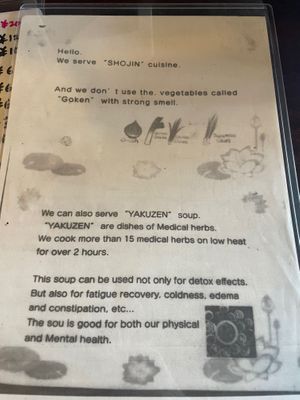 Hello.
We serve "SHOJIN" cuisine.
And we don't use the. vegetables called
"Goken" with strong smell.
We can also serve "YAKUZEN" soup.
"YAKUZEN" are dishes of Medical herbs.
We cook more than 15 medical herbs on low heat
for over 2 hours.
This soup can be used not only for detox effects.
But also for fatigue recovery, coldness, edema
and constipation, etc...
The sou is good for both our physical
and Mental health.